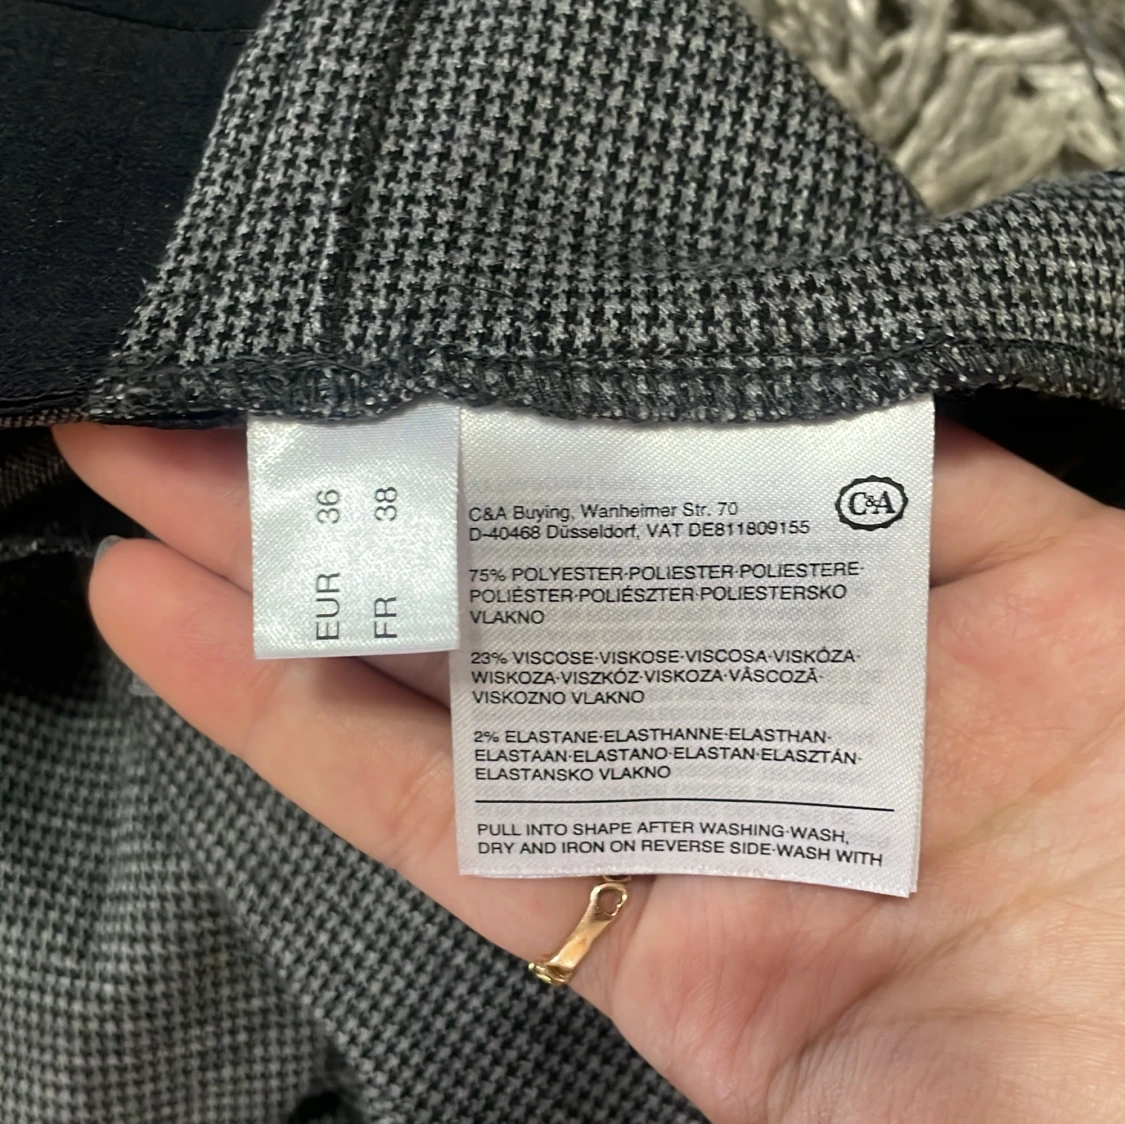 EUR 36
FR 38
C&A
C&A Buying, Wanheimer Str. 70
D-40468 Düsseldorf, VAT DE811809155
75% POLYESTER·POLIESTER·POLIESTERE·
POLIÉSTER·POLIÉSZTER·POLIESTERSKO
VLAKNO
23% VISCOSE·VISKOSE·VISCOSA·VISKÓZA·
WISKOZA·VISZKÓZ·VISKOZA·VÂSCOZĂ·
VISKOZNO VLAKNO
2% ELASTANE·ELASTHANNE·ELASTHAN·
ELASTAAN·ELASTANO·ELASTAN·ELASZTÁN·
ELASTANSKO VLAKNO
PULL INTO SHAPE AFTER WASHING·WASH,
DRY AND IRON ON REVERSE SIDE·WASH WITH